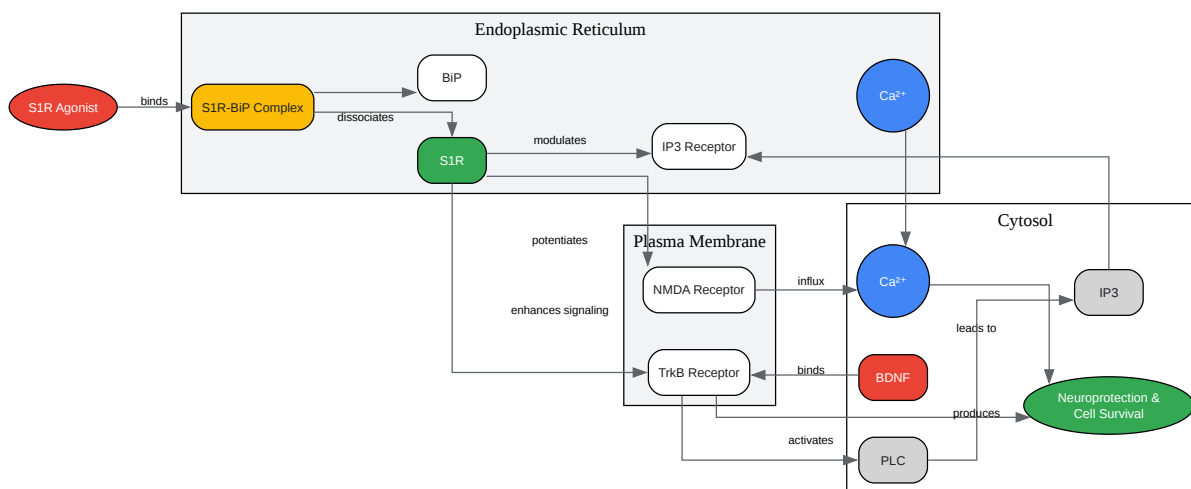 Endoplasmic Reticulum
BiP
S1R Agonist
binds
S1R-BiP Complex
dissociates
Ca²⁺
S1R
modulates
IP3 Receptor
Cytosol
potentiates
Plasma Membrane
NMDA Receptor
influx
Ca²⁺
IP3
enhances signaling
leads to
TrkB Receptor
binds
BDNF
Neuroprotection &
Cell Survival
produces
activates
PLC